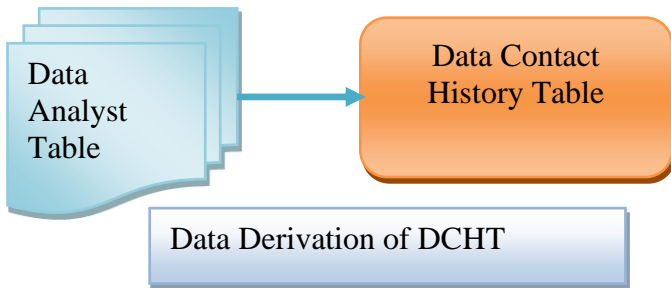 Data
Analyst
Table
Data Contact
History Table
Data Derivation of DCHT